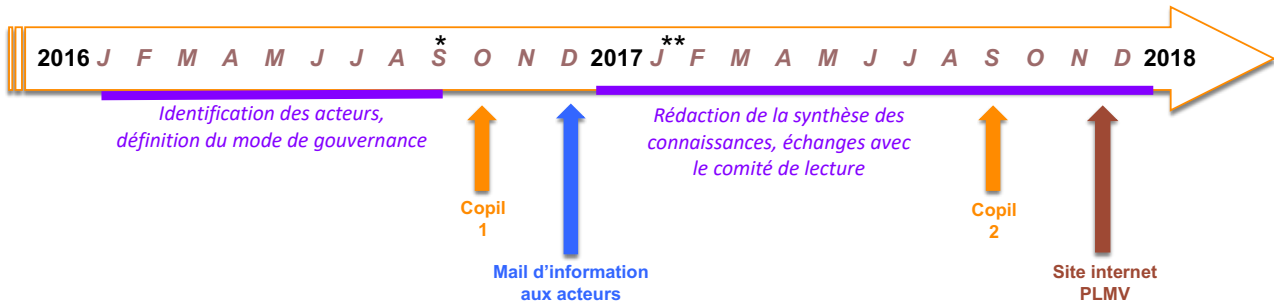 * **
2016 J F M A M J J A S O N D 2017 J F M A M J J A S O N D 2018
Identification des acteurs,
définition du mode de gouvernance
Rédaction de la synthèse des
connaissances, échanges avec
le comité de lecture
Copil
1
Copil
2
Mail d’information
aux acteurs
Site internet
PLMV